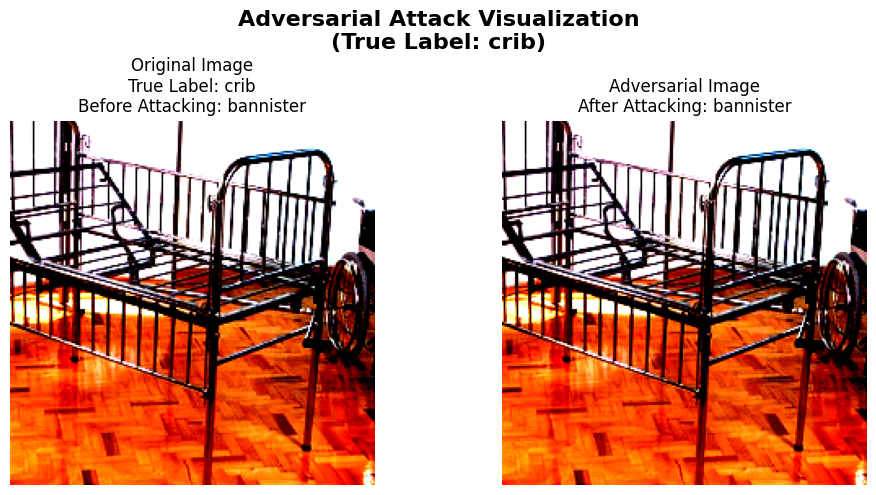 Adversarial Attack Visualization
(True Label: crib)
Original Image
True Label: crib
Before Attacking: bannister
Adversarial Image
After Attacking: bannister